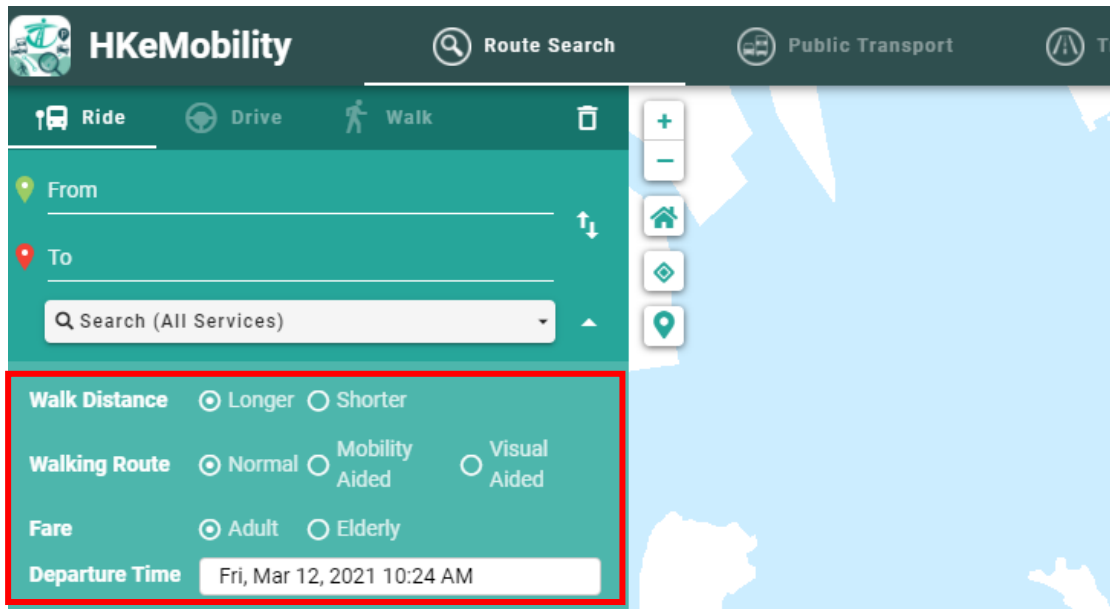 HKeMobility
Route Search
Public Transport
T
Ride
Drive
Walk
From
To
Search (All Services)
Walk Distance Longer Shorter
Walking Route Normal Mobility Aided Visual Aided
Fare Adult Elderly
Departure Time Fri, Mar 12, 2021 10:24 AM